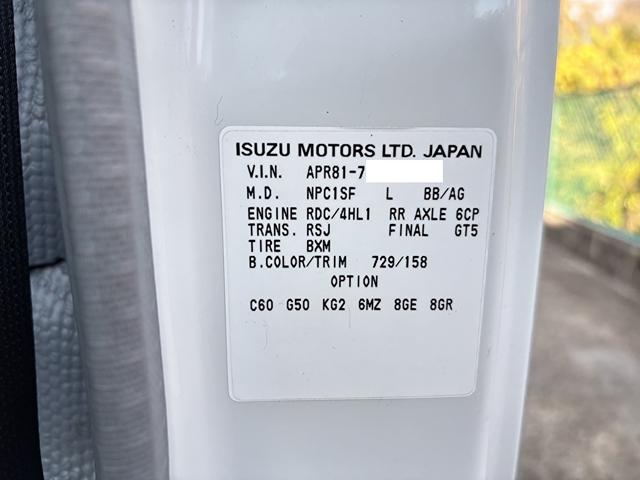 ISUZU MOTORS LTD. JAPAN
V.I.N. APR81-7
M.D. NPC1SF L BB/AG
ENGINE RDC/4HL1 RR AXLE 6CP
TRANS. RSJ FINAL GT5
TIRE BXM
B.COLOR/TRIM 729/158
OPTION
C60 G50 KG2 6MZ 8GE 8GR